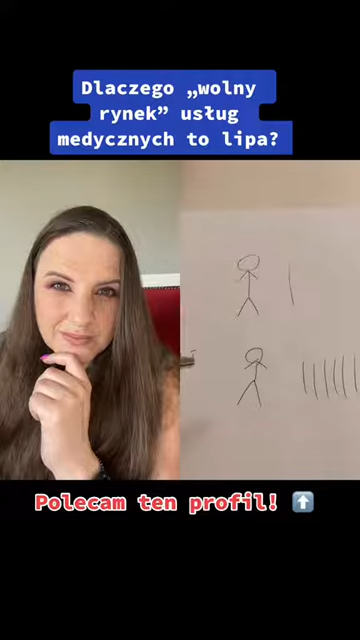 Dlaczego „wolny
rynek” usług
medycznych to lipa?
Polecam ten profil! ⬆️